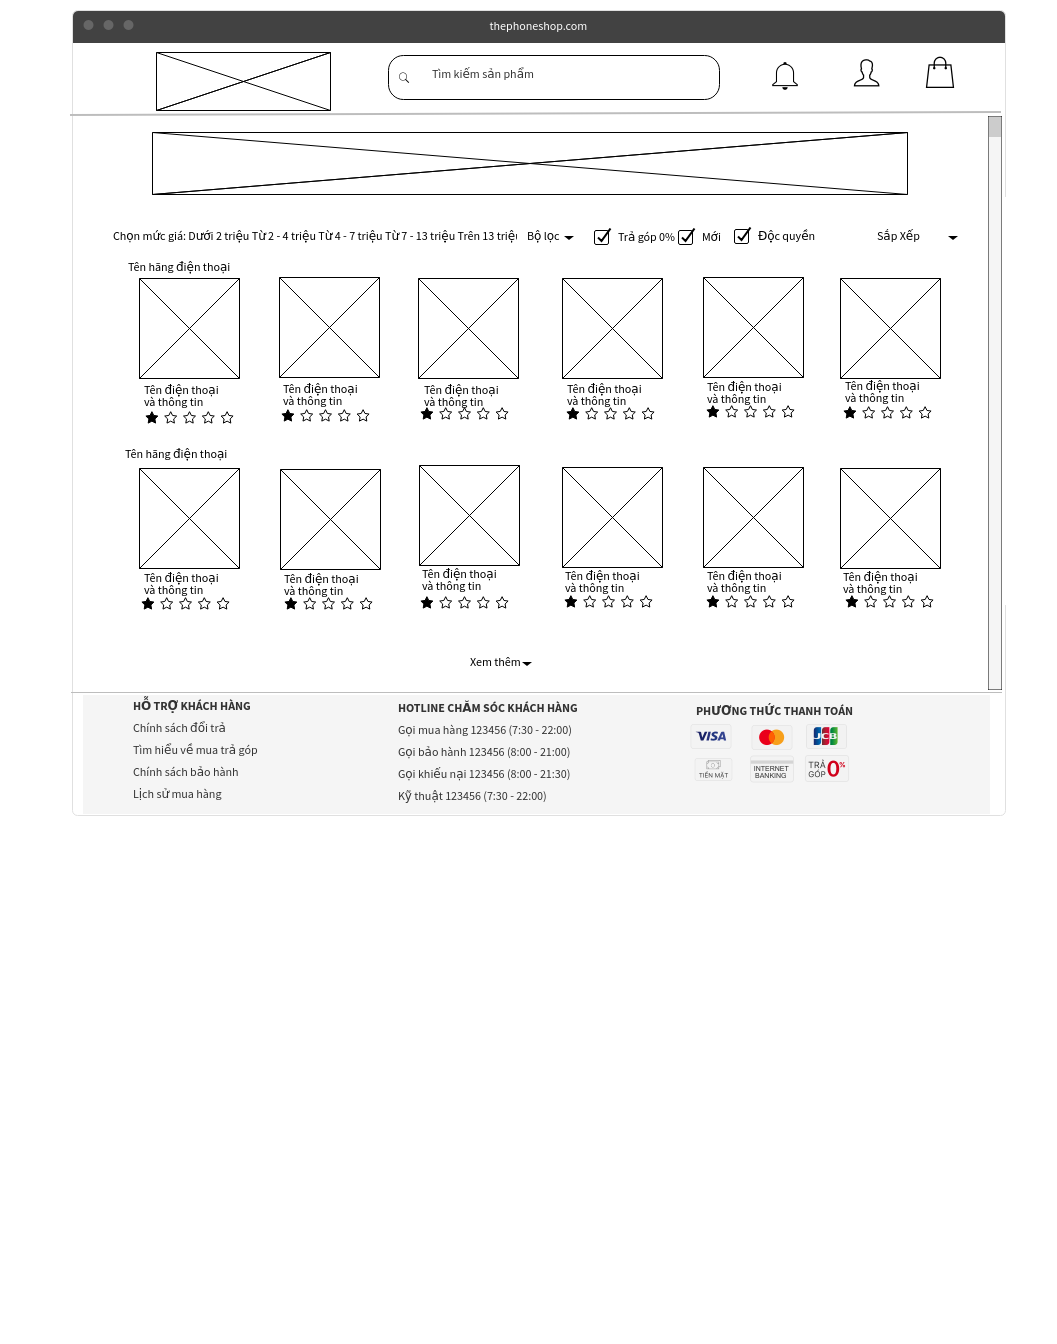 thephoneshop.com
Tìm kiếm sản phẩm
Chọn mức giá: Dưới 2 triệu Từ 2 - 4 triệu Từ 4 - 7 triệu Từ 7 - 13 triệu Trên 13 triệu Bộ lọc Trả góp 0% Mới Độc quyền Sắp Xếp
Tên hãng điện thoại
Tên điện thoại Tên điện thoại Tên điện thoại Tên điện thoại Tên điện thoại Tên điện thoại
và thông tin và thông tin và thông tin và thông tin và thông tin và thông tin
Tên hãng điện thoại
Tên điện thoại Tên điện thoại Tên điện thoại Tên điện thoại Tên điện thoại Tên điện thoại
và thông tin và thông tin và thông tin và thông tin và thông tin và thông tin
Xem thêm
HỖ TRỢ KHÁCH HÀNG
Chính sách đổi trả
Tìm hiểu về mua trả góp
Chính sách bảo hành
Lịch sử mua hàng
HOTLINE CHĂM SÓC KHÁCH HÀNG
Gọi mua hàng 123456 (7:30 - 22:00)
Gọi bảo hành 123456 (8:00 - 21:00)
Gọi khiếu nại 123456 (8:00 - 21:30)
Kỹ thuật 123456 (7:30 - 22:00)
PHƯƠNG THỨC THANH TOÁN
VISA JCB
TIỀN MẶT
INTERNET
BANKING
TRẢ
GÓP 0%